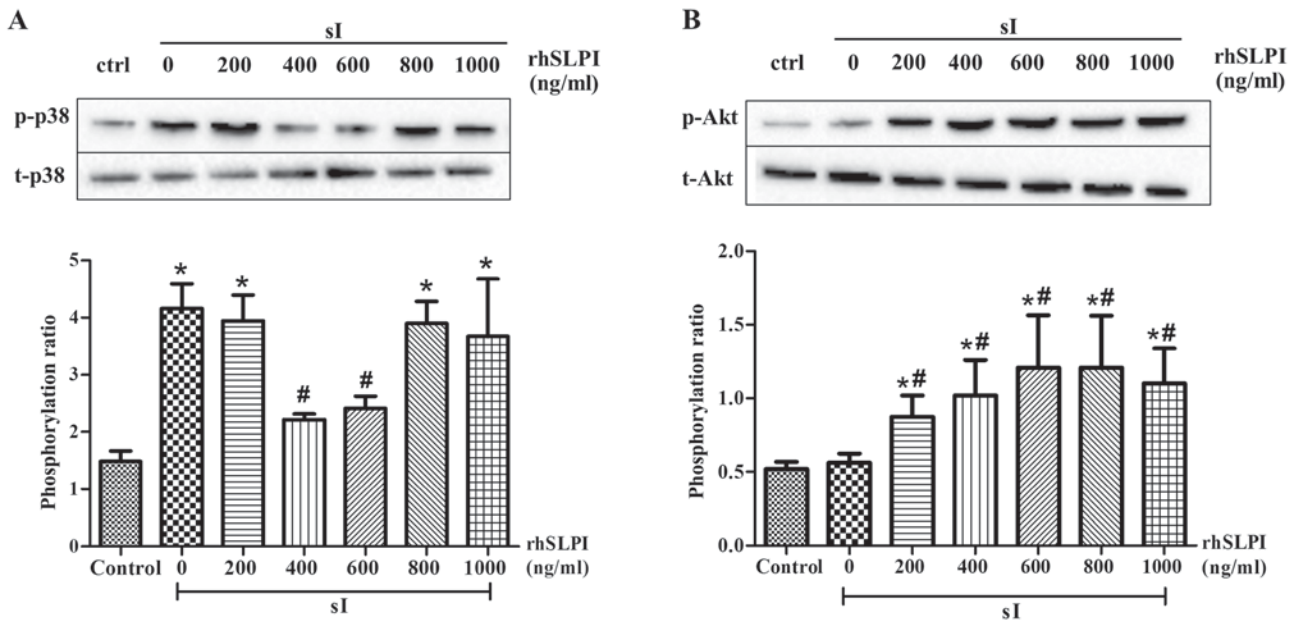 A
sI
ctrl 0 200 400 600 800 1000 rhSLPI
(ng/ml)
p-p38
t-p38
Phosphorylation ratio
5
4
3
2
1
0
* * # # * *
Control 0 200 400 600 800 1000 rhSLPI
(ng/ml)
sI
B
sI
ctrl 0 200 400 600 800 1000 rhSLPI
(ng/ml)
p-Akt
t-Akt
Phosphorylation ratio
2.0
1.5
1.0
0.5
0.0
*# *# *# *# *#
Control 0 200 400 600 800 1000 rhSLPI
(ng/ml)
sI